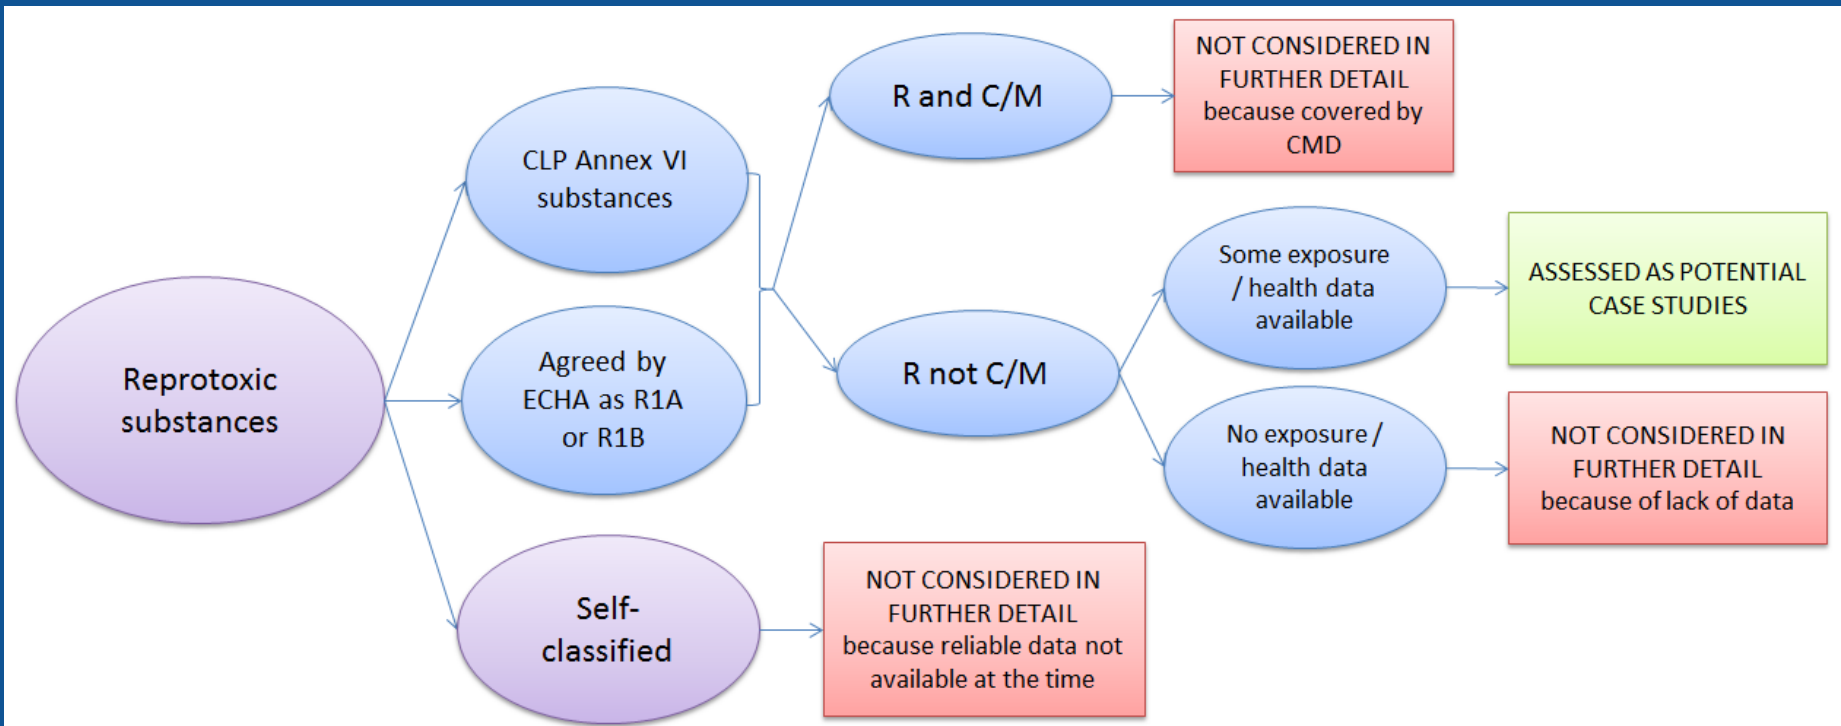 Reprotoxic
substances
CLP Annex VI
substances
Agreed by
ECHA as R1A
or R1B
Self-
classified
NOT CONSIDERED IN
FURTHER DETAIL
because reliable data not
available at the time
R and C/M
NOT CONSIDERED IN
FURTHER DETAIL
because covered by
CMD
R not C/M
Some exposure
/ health data
available
ASSESSED AS POTENTIAL
CASE STUDIES
No exposure /
health data
available
NOT CONSIDERED IN
FURTHER DETAIL
because of lack of data